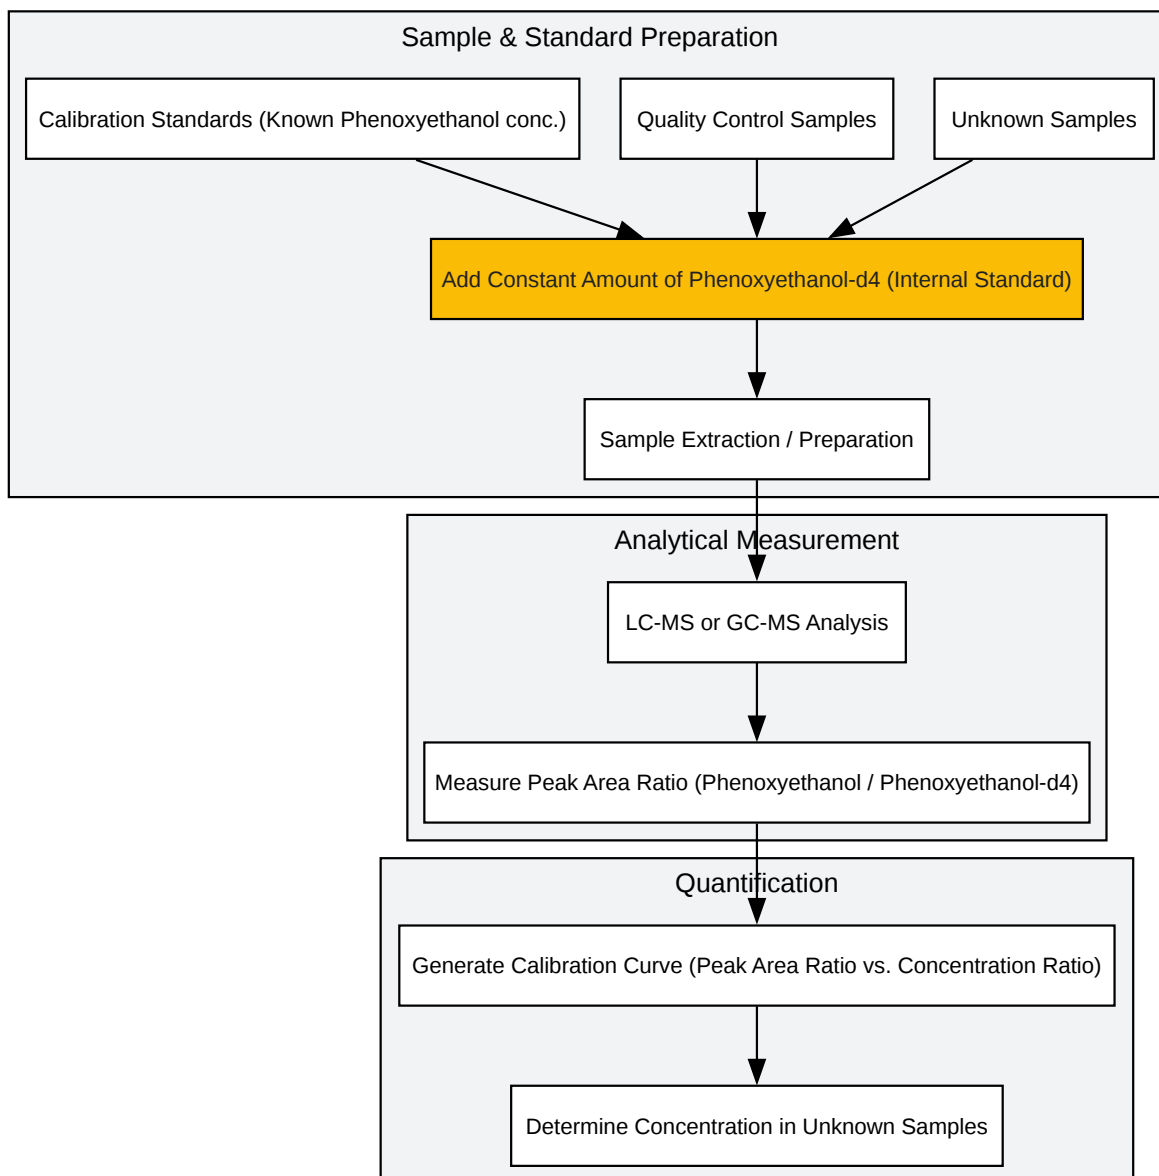 Sample & Standard Preparation
Calibration Standards (Known Phenoxyethanol conc.)
Quality Control Samples
Unknown Samples
Add Constant Amount of Phenoxyethanol-d4 (Internal Standard)
Sample Extraction / Preparation
Analytical Measurement
LC-MS or GC-MS Analysis
Measure Peak Area Ratio (Phenoxyethanol / Phenoxyethanol-d4)
Quantification
Generate Calibration Curve (Peak Area Ratio vs. Concentration Ratio)
Determine Concentration in Unknown Samples